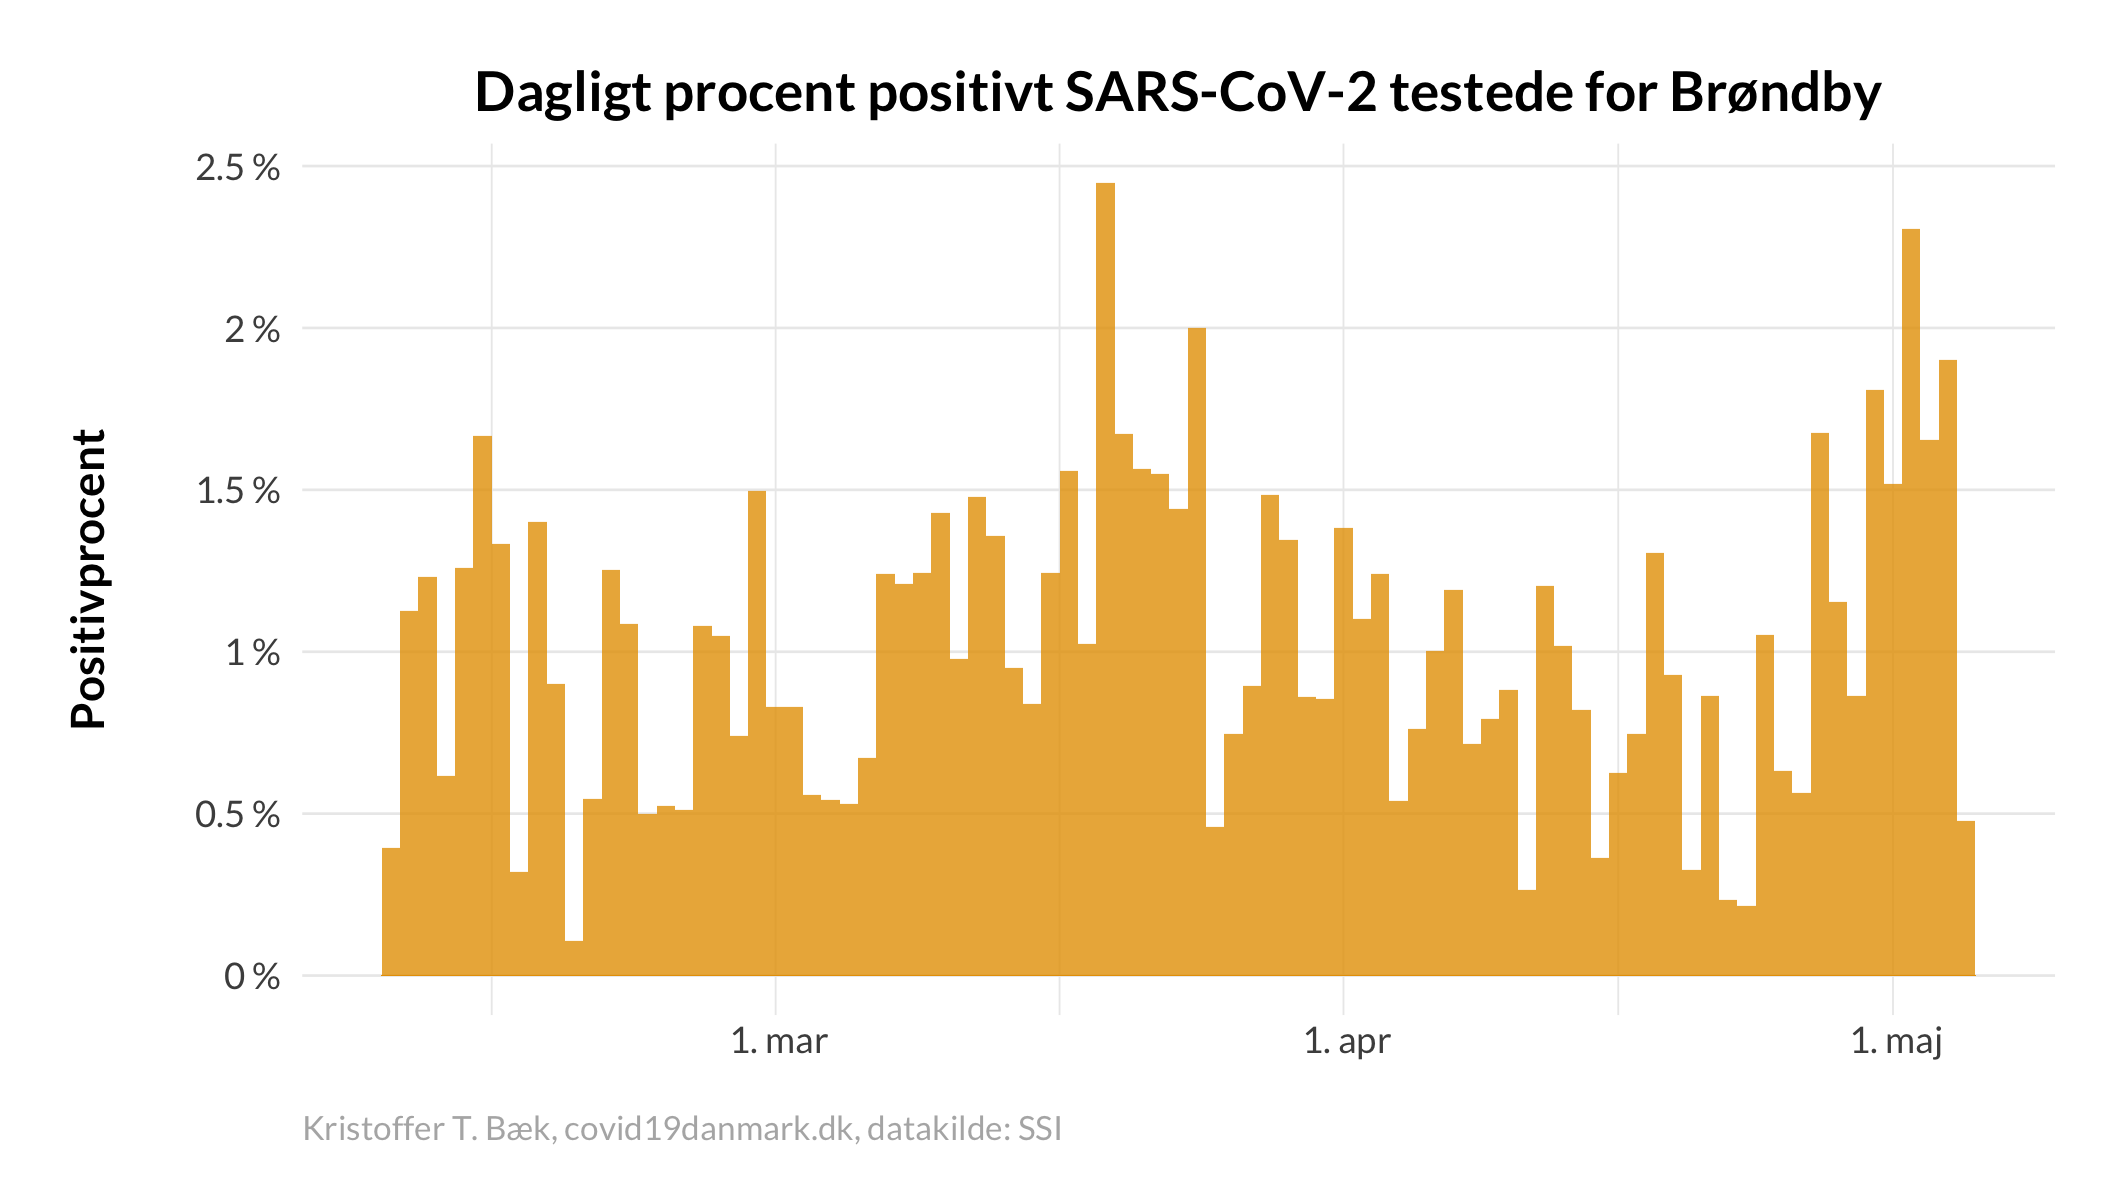 Dagligt procent positivt SARS-CoV-2 testede for Brøndby
Positivprocent
2.5 %
2 %
1.5 %
1 %
0.5 %
0 %
1. mar
1. apr
1. maj
Kristoffer T. Bæk, covid19danmark.dk, datakilde: SSI